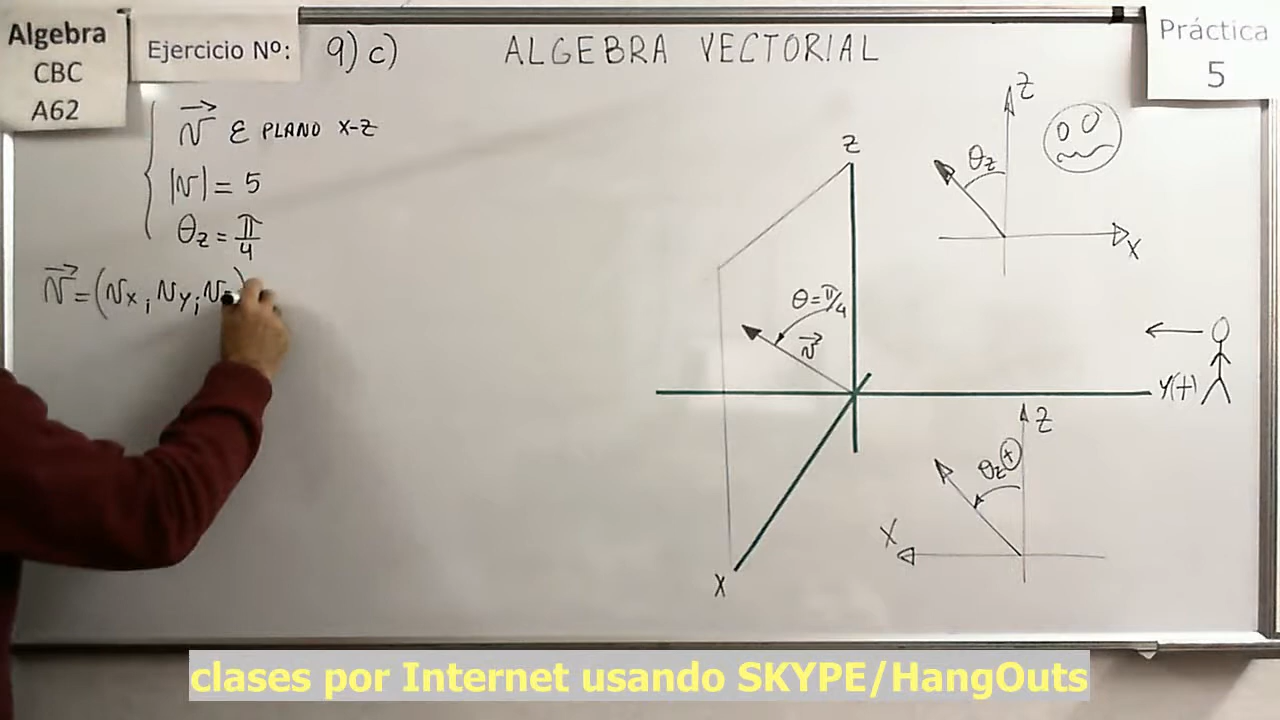 Algebra
CBC
A62
Ejercicio Nº: 9) c)
ALGEBRA VECTORIAL
Práctica
5
N ε PLANO X-Z
|N| = 5
θz = π/4
N = (Nx ; Ny ; N
Z
θ = π/4
N
X
Y(+)
Z
θz
X
Z
θz +
X
clases por Internet usando SKYPE/HangOuts